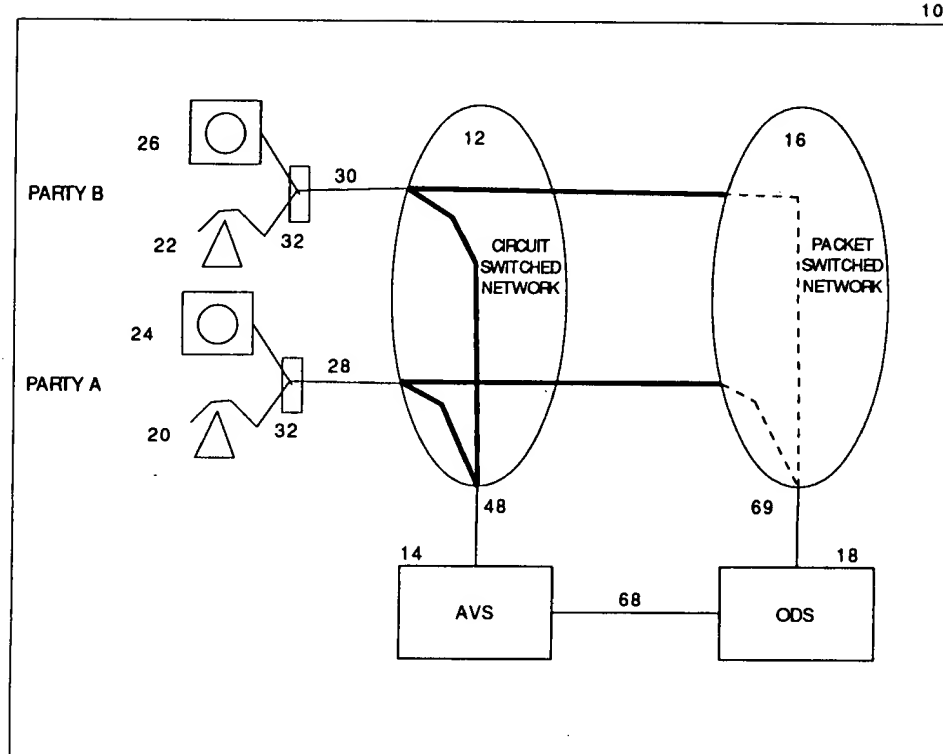 10
12
16
26
30
PARTY B
22
32
CIRCUIT
SWITCHED
NETWORK
PACKET
SWITCHED
NETWORK
24
28
PARTY A
20
32
48
69
14
18
AVS
68
ODS